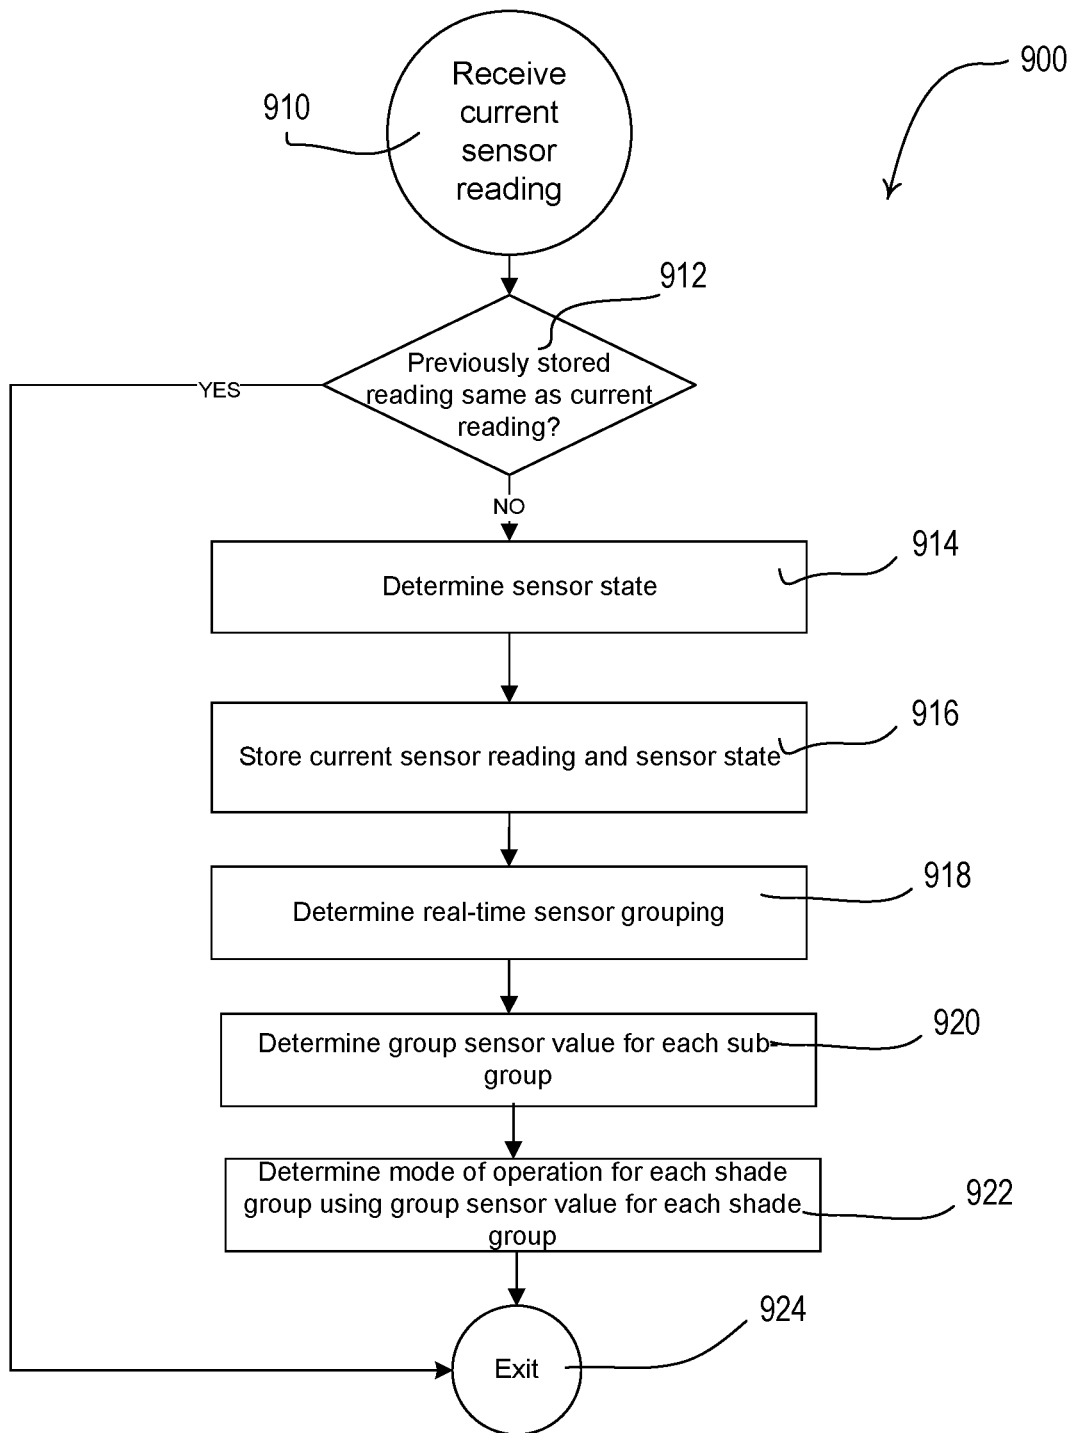 Receive
current
sensor
reading
910
900
912
Previously stored
reading same as current
reading?
YES
NO
Determine sensor state
914
Store current sensor reading and sensor state
916
Determine real-time sensor grouping
918
Determine group sensor value for each sub-
group
920
Determine mode of operation for each shade
group using group sensor value for each shade
group
922
Exit
924